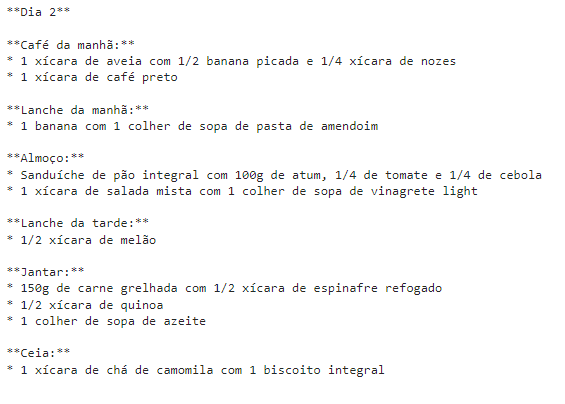 **Dia 2**
**Café da manhã:**
* 1 xícara de aveia com 1/2 banana picada e 1/4 xícara de nozes
* 1 xícara de café preto
**Lanche da manhã:**
* 1 banana com 1 colher de sopa de pasta de amendoim
**Almoço:**
* Sanduíche de pão integral com 100g de atum, 1/4 de tomate e 1/4 de cebola
* 1 xícara de salada mista com 1 colher de sopa de vinagrete light
**Lanche da tarde:**
* 1/2 xícara de melão
**Jantar:**
* 150g de carne grelhada com 1/2 xícara de espinafre refogado
* 1/2 xícara de quinoa
* 1 colher de sopa de azeite
**Ceia:**
* 1 xícara de chá de camomila com 1 biscoito integral